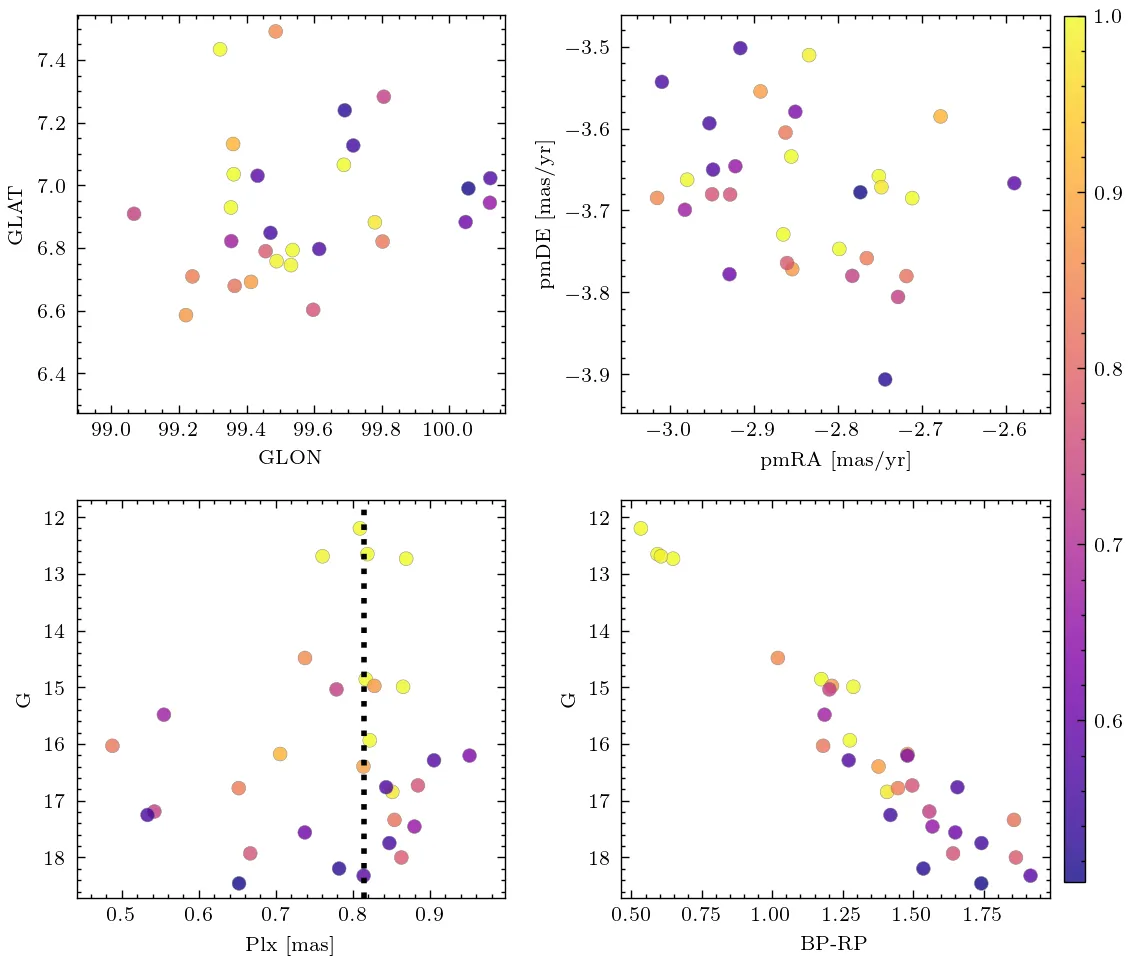 7.4
7.2
7.0
6.8
6.6
6.4
GLAT
99.0 99.2 99.4 99.6 99.8 100.0
GLON
−3.5
−3.6
−3.7
−3.8
−3.9
pmDE [mas/yr]
−3.0 −2.9 −2.8 −2.7 −2.6
pmRA [mas/yr]
1.0
0.9
0.8
0.7
0.6
12
13
14
15
16
17
18
G
0.5 0.6 0.7 0.8 0.9
Plx [mas]
12
13
14
15
16
17
18
G
0.50 0.75 1.00 1.25 1.50 1.75
BP-RP